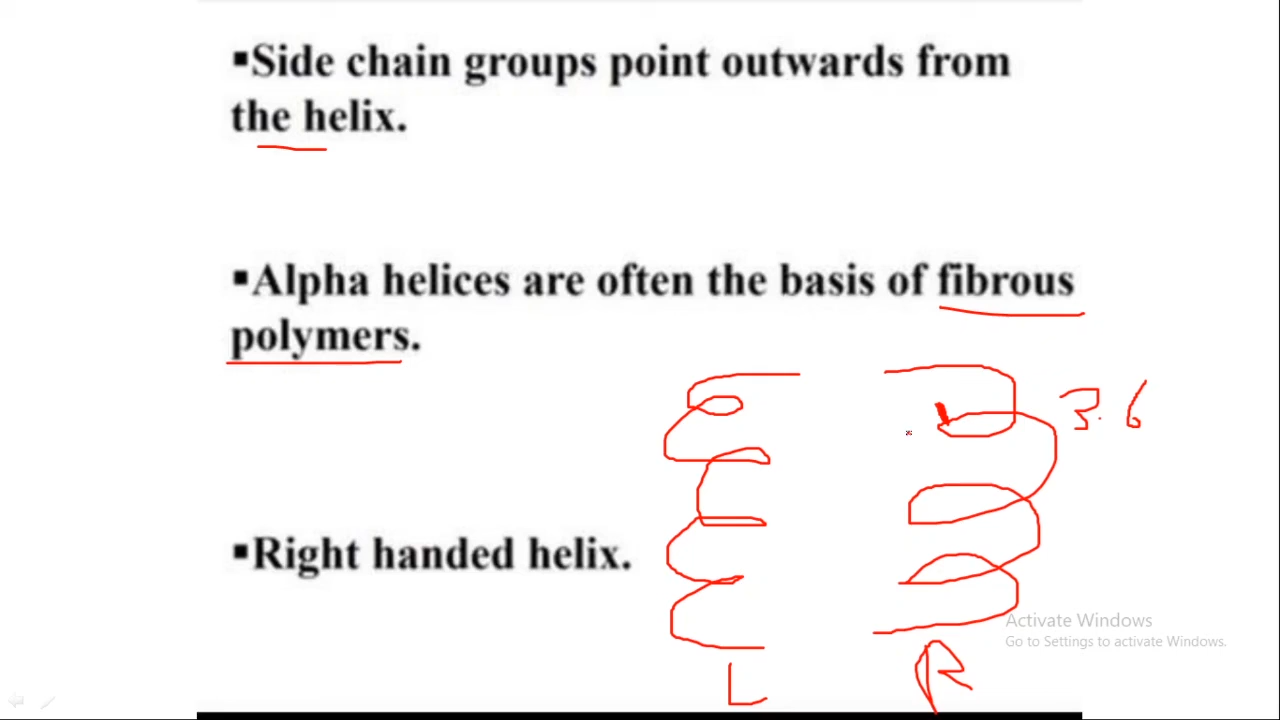 ▪Side chain groups point outwards from
the helix.
▪Alpha helices are often the basis of fibrous
polymers.
3.6
▪Right handed helix.
Activate Windows
Go to Settings to activate Windows.
L R